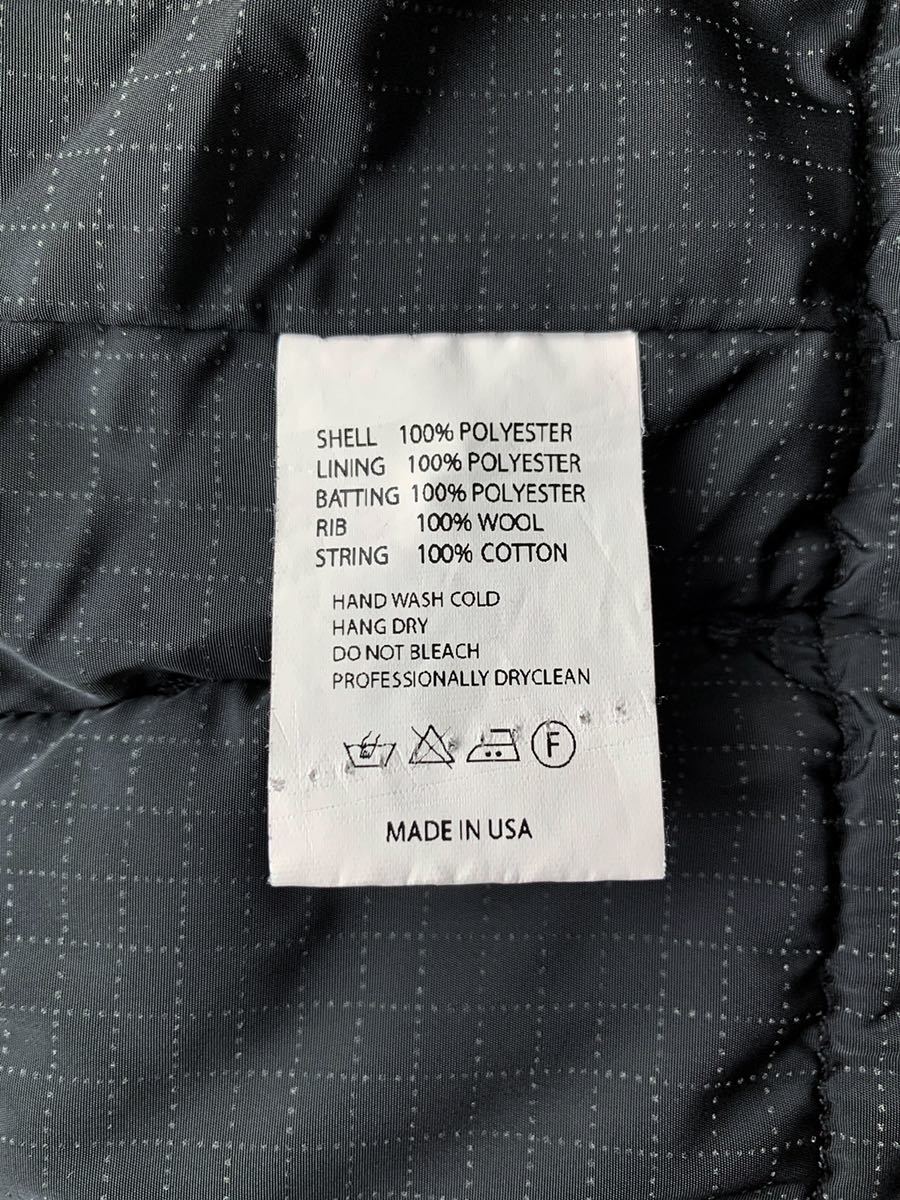 SHELL 100% POLYESTER
LINING 100% POLYESTER
BATTING 100% POLYESTER
RIB 100% WOOL
STRING 100% COTTON
HAND WASH COLD
HANG DRY
DO NOT BLEACH
PROFESSIONALLY DRYCLEAN
F
MADE IN USA